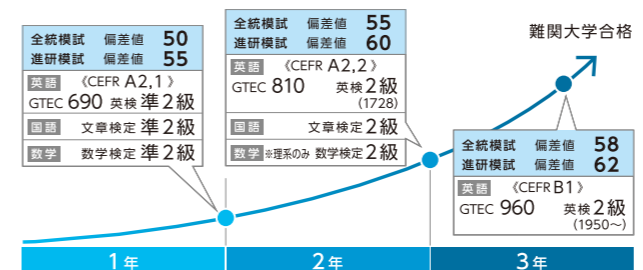 全統模試 偏差値 50
進研模試 偏差値 55
英語 《CEFR A2,1》
GTEC 690 英検 準2級
国語 文章検定 準2級
数学 数学検定 準2級
全統模試 偏差値 55
進研模試 偏差値 60
英語 《CEFR A2,2》
GTEC 810 英検2級
(1728)
国語 文章検定2級
数学 ※理系のみ 数学検定2級
難関大学合格
全統模試 偏差値 58
進研模試 偏差値 62
英語 《CEFR B1》
GTEC 960 英検2級
(1950～)
1年 2年 3年